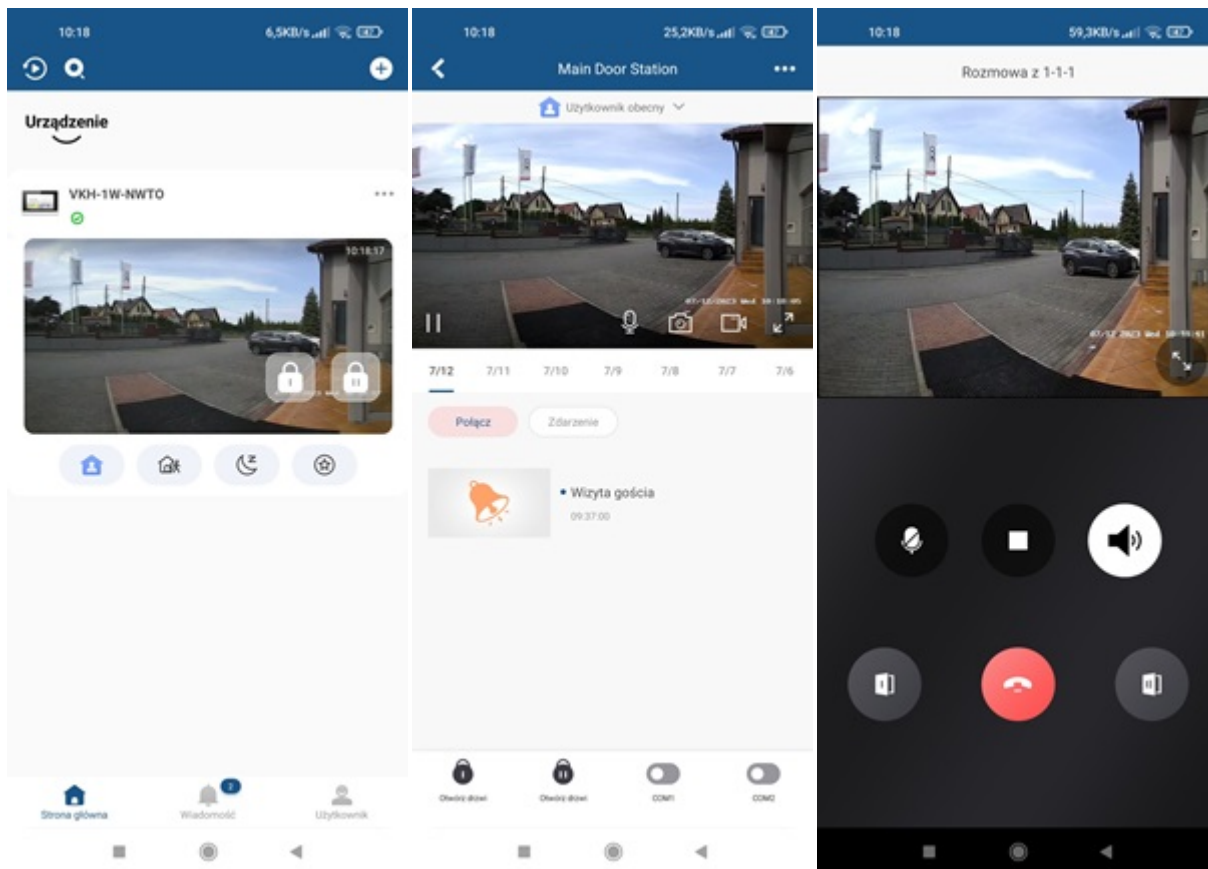 10:18
6,5KB/s
Urządzenie
VKH-1W-NWTO
10:18:57
Strona główna
2
Wiadomość
Użytkownik
10:18
25,2KB/s
Main Door Station
Użytkownik obecny
7/12 7/11 7/10 7/9 7/8 7/7 7/6
Połącz
Zdarzenie
Wizyta gościa
09:37:00
Otwórz drzwi
Otwórz drzwi
COM1
COM2
10:18
59,3KB/s
Rozmowa z 1-1-1